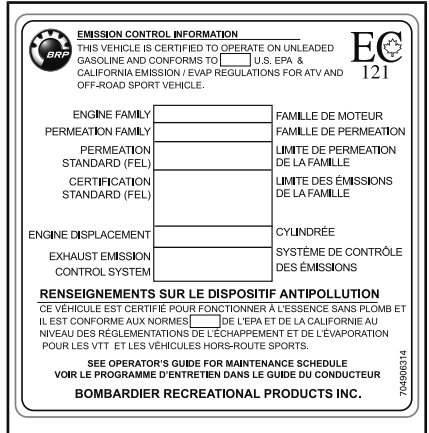 BRP
EMISSION CONTROL INFORMATION
THIS VEHICLE IS CERTIFIED TO OPERATE ON UNLEADED
GASOLINE AND CONFORMS TO U.S. EPA &
CALIFORNIA EMISSION / EVAP REGULATIONS FOR ATV AND
OFF-ROAD SPORT VEHICLE.
EC
121
ENGINE FAMILY FAMILLE DE MOTEUR
PERMEATION FAMILY FAMILLE DE PERMEATION
PERMEATION LIMITE DE PERMEATION
STANDARD (FEL) DE LA FAMILLE
CERTIFICATION LIMITE DES ÉMISSIONS
STANDARD (FEL) DE LA FAMILLE
ENGINE DISPLACEMENT CYLINDRÉE
EXHAUST EMISSION SYSTÈME DE CONTRÔLE
CONTROL SYSTEM DES ÉMISSIONS
RENSEIGNEMENTS SUR LE DISPOSITIF ANTIPOLLUTION
CE VÉHICULE EST CERTIFIÉ POUR FONCTIONNER À L'ESSENCE SANS PLOMB ET
IL EST CONFORME AUX NORMES DE L'EPA ET DE LA CALIFORNIE AU
NIVEAU DES RÉGLEMENTATIONS DE L'ÉCHAPPEMENT ET DE L'ÉVAPORATION
POUR LES VTT ET LES VÉHICULES HORS-ROUTE SPORTS.
SEE OPERATOR'S GUIDE FOR MAINTENANCE SCHEDULE
VOIR LE PROGRAMME D'ENTRETIEN DANS LE GUIDE DU CONDUCTEUR
BOMBARDIER RECREATIONAL PRODUCTS INC.
704906314